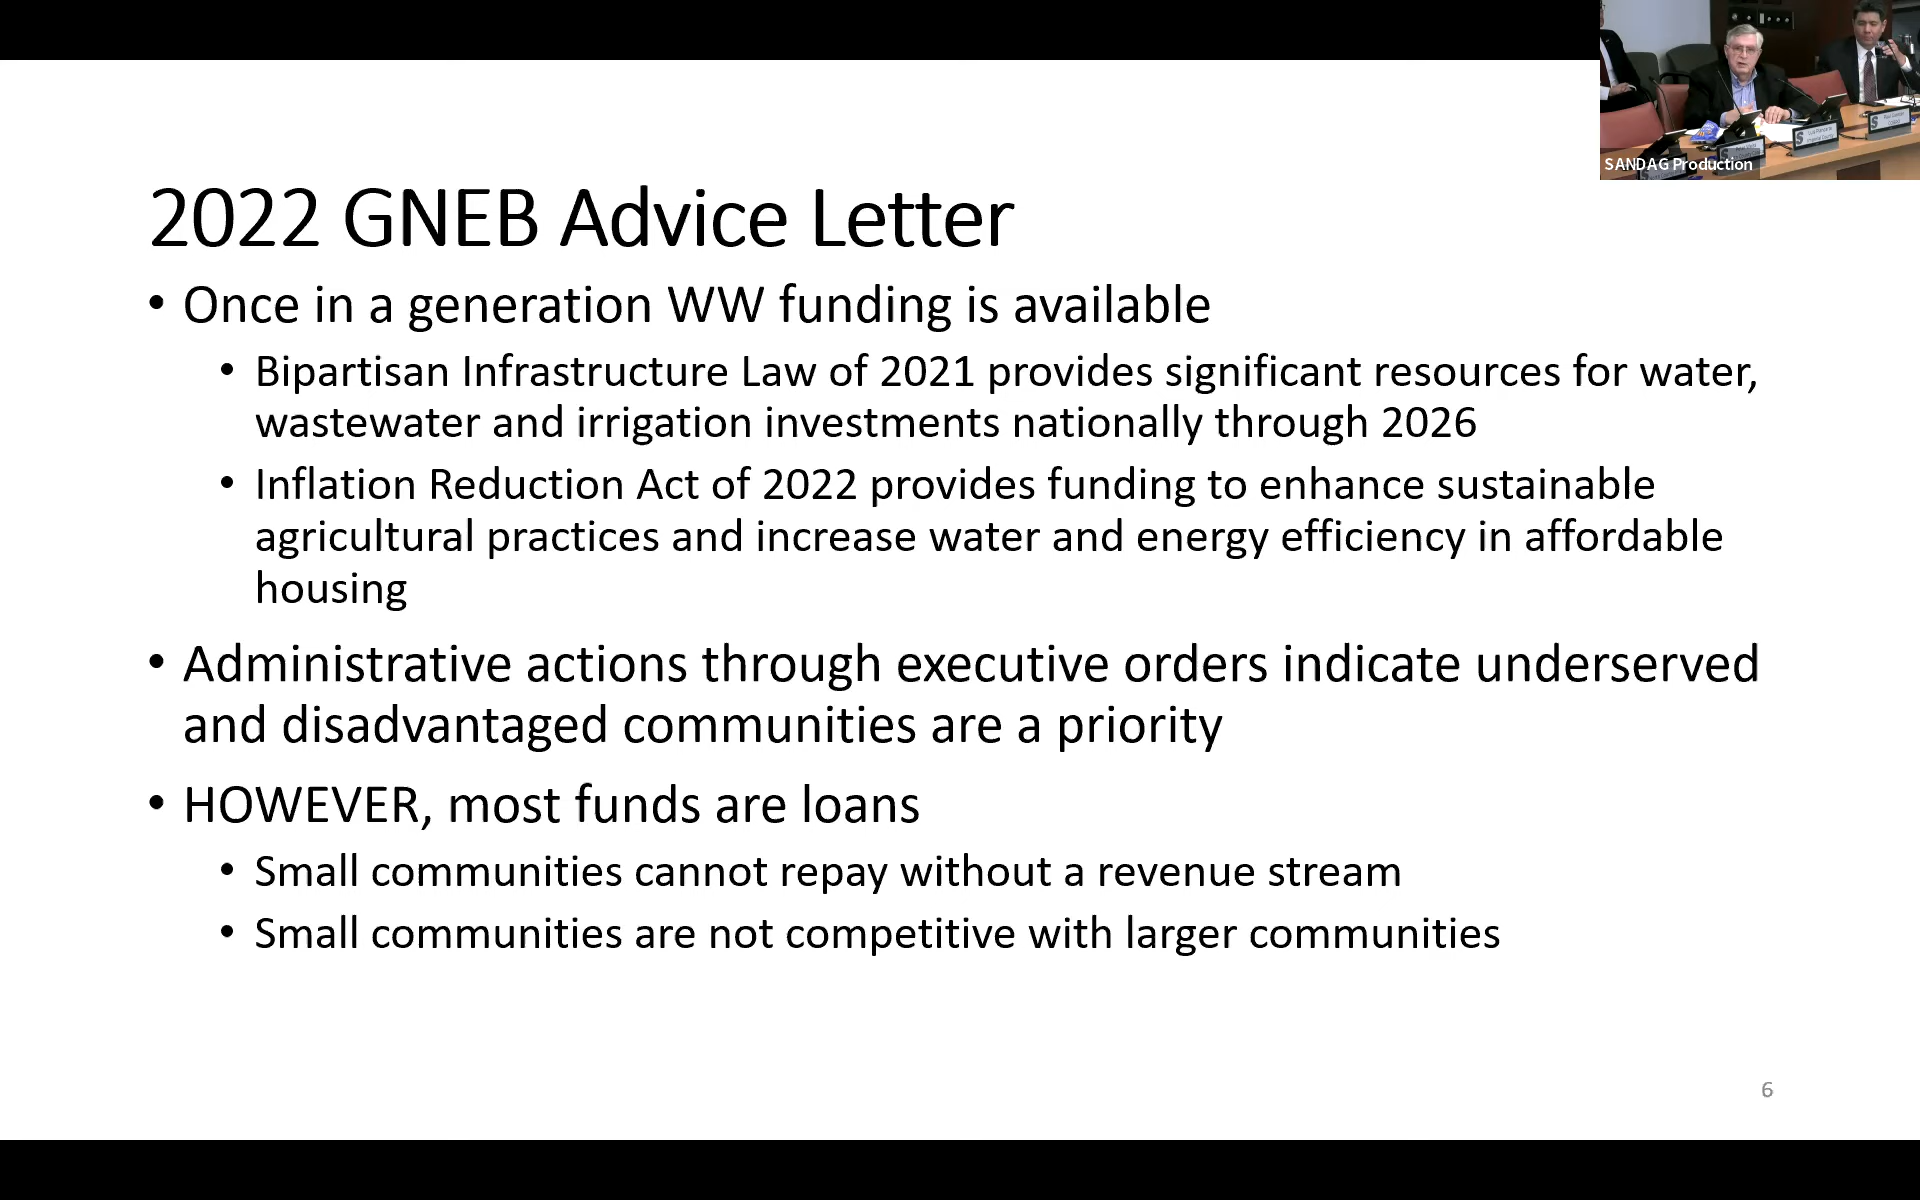 SANDAG Production
2022 GNEB Advice Letter
• Once in a generation WW funding is available
• Bipartisan Infrastructure Law of 2021 provides significant resources for water,
wastewater and irrigation investments nationally through 2026
• Inflation Reduction Act of 2022 provides funding to enhance sustainable
agricultural practices and increase water and energy efficiency in affordable
housing
• Administrative actions through executive orders indicate underserved
and disadvantaged communities are a priority
• HOWEVER, most funds are loans
• Small communities cannot repay without a revenue stream
• Small communities are not competitive with larger communities
6